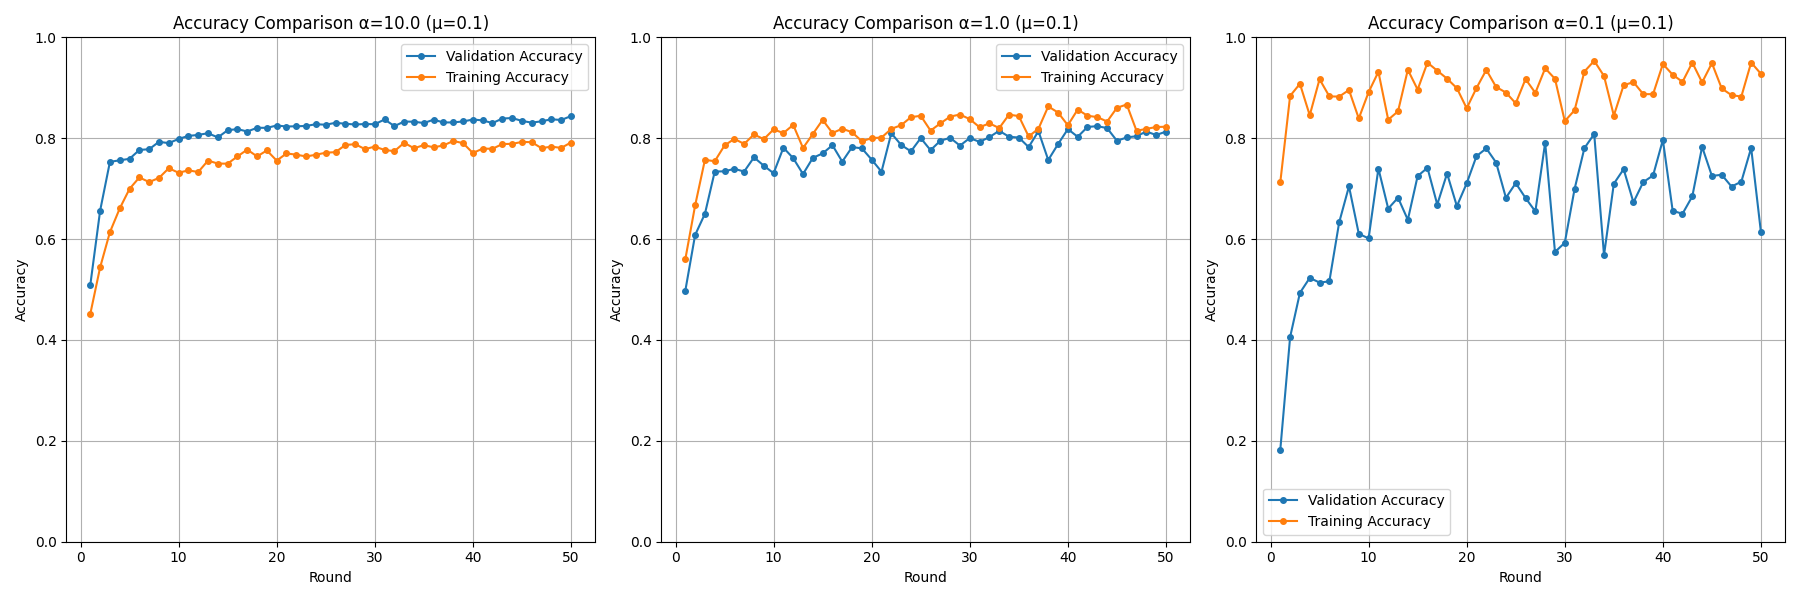 Accuracy Comparison α=10.0 (μ=0.1)
1.0
0.8
0.6
0.4
0.2
0.0
Accuracy
Validation Accuracy
Training Accuracy
0 10 20 30 40 50
Round
Accuracy Comparison α=1.0 (μ=0.1)
1.0
0.8
0.6
0.4
0.2
0.0
Accuracy
Validation Accuracy
Training Accuracy
0 10 20 30 40 50
Round
Accuracy Comparison α=0.1 (μ=0.1)
1.0
0.8
0.6
0.4
0.2
0.0
Accuracy
Validation Accuracy
Training Accuracy
0 10 20 30 40 50
Round